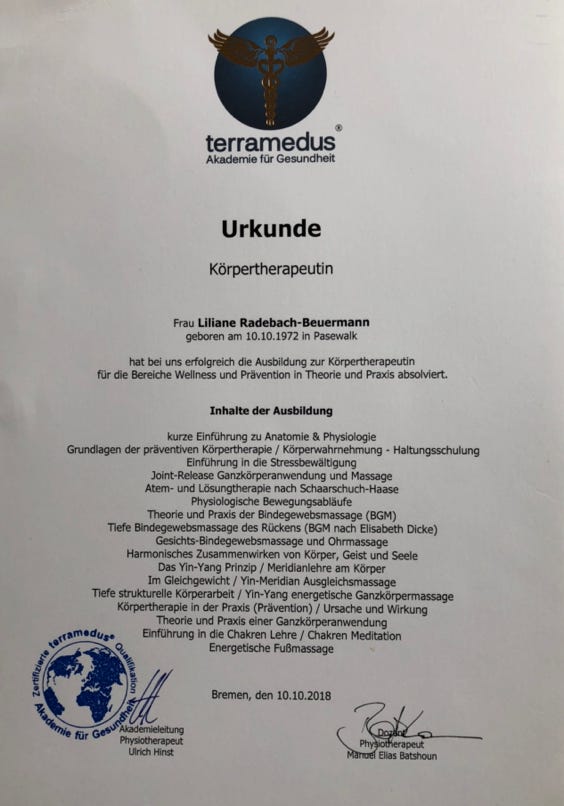 terramedus®
Akademie für Gesundheit
Urkunde
Körpertherapeutin
Frau Liliane Radebach-Beuermann
geboren am 10.10.1972 in Pasewalk
hat bei uns erfolgreich die Ausbildung zur Körpertherapeutin
für die Bereiche Wellness und Prävention in Theorie und Praxis absolviert.
Inhalte der Ausbildung
kurze Einführung zu Anatomie & Physiologie
Grundlagen der präventiven Körpertherapie / Körperwahrnehmung - Haltungsschulung
Einführung in die Stressbewältigung
Joint-Release Ganzkörperanwendung und Massage
Atem- und Lösungtherapie nach Schaarschuch-Haase
Physiologische Bewegungsabläufe
Theorie und Praxis der Bindegewebsmassage (BGM)
Tiefe Bindegewebsmassage des Rückens (BGM nach Elisabeth Dicke)
Gesichts-Bindegewebsmassage und Ohrmassage
Harmonisches Zusammenwirken von Körper, Geist und Seele
Das Yin-Yang Prinzip / Meridianlehre am Körper
Im Gleichgewicht / Yin-Meridian Ausgleichsmassage
Tiefe strukturelle Körperarbeit / Yin-Yang energetische Ganzkörpermassage
Körpertherapie in der Praxis (Prävention) / Ursache und Wirkung
Theorie und Praxis einer Ganzkörperanwendung
Einführung in die Chakren Lehre / Chakren Meditation
Energetische Fußmassage
Zertifizierte terramedus® Qualifikation
Akademie für Gesundheit
Bremen, den 10.10.2018
Akademieleitung
Physiotherapeut
Ulrich Hinst
Dozent
Physiotherapeut
Manuel Elias Batshoun